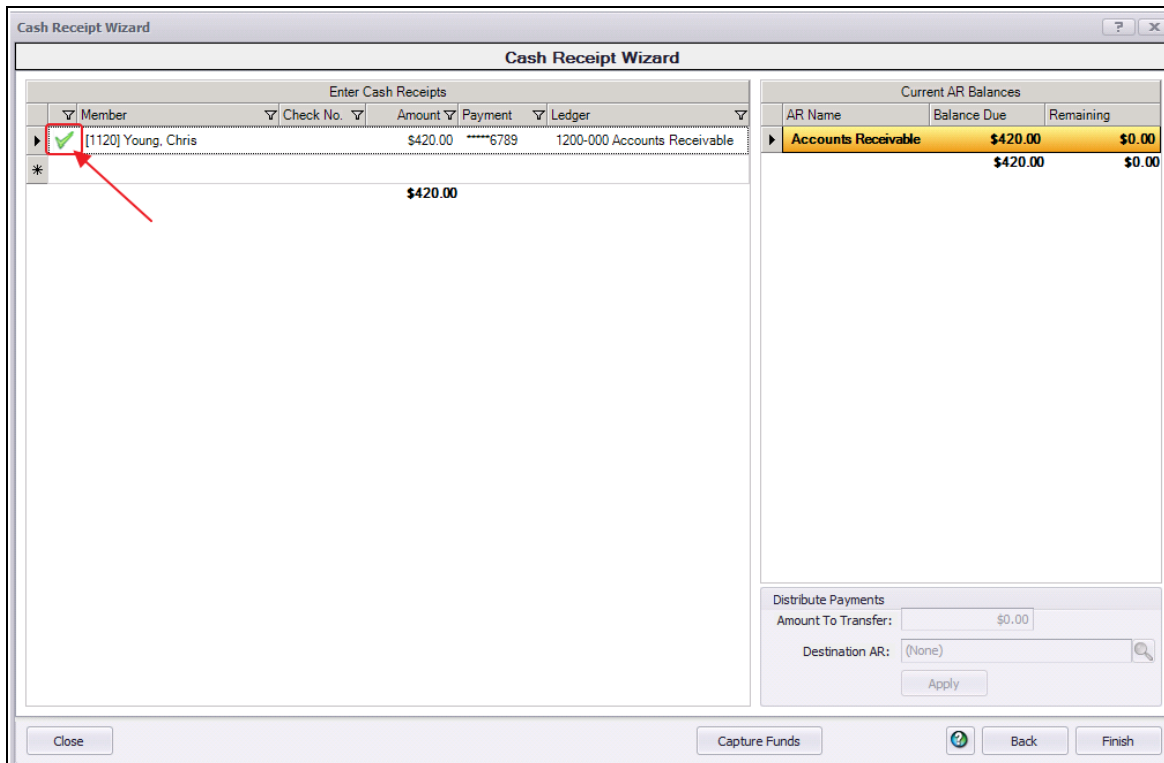 Cash Receipt Wizard
? x
Cash Receipt Wizard
Enter Cash Receipts
Member Check No. Amount Payment Ledger
[1120] Young, Chris $420.00 *****6789 1200-000 Accounts Receivable
$420.00
Current AR Balances
AR Name Balance Due Remaining
Accounts Receivable $420.00 $0.00
$420.00 $0.00
Distribute Payments
Amount To Transfer: $0.00
Destination AR: (None)
Apply
Close Capture Funds ? Back Finish